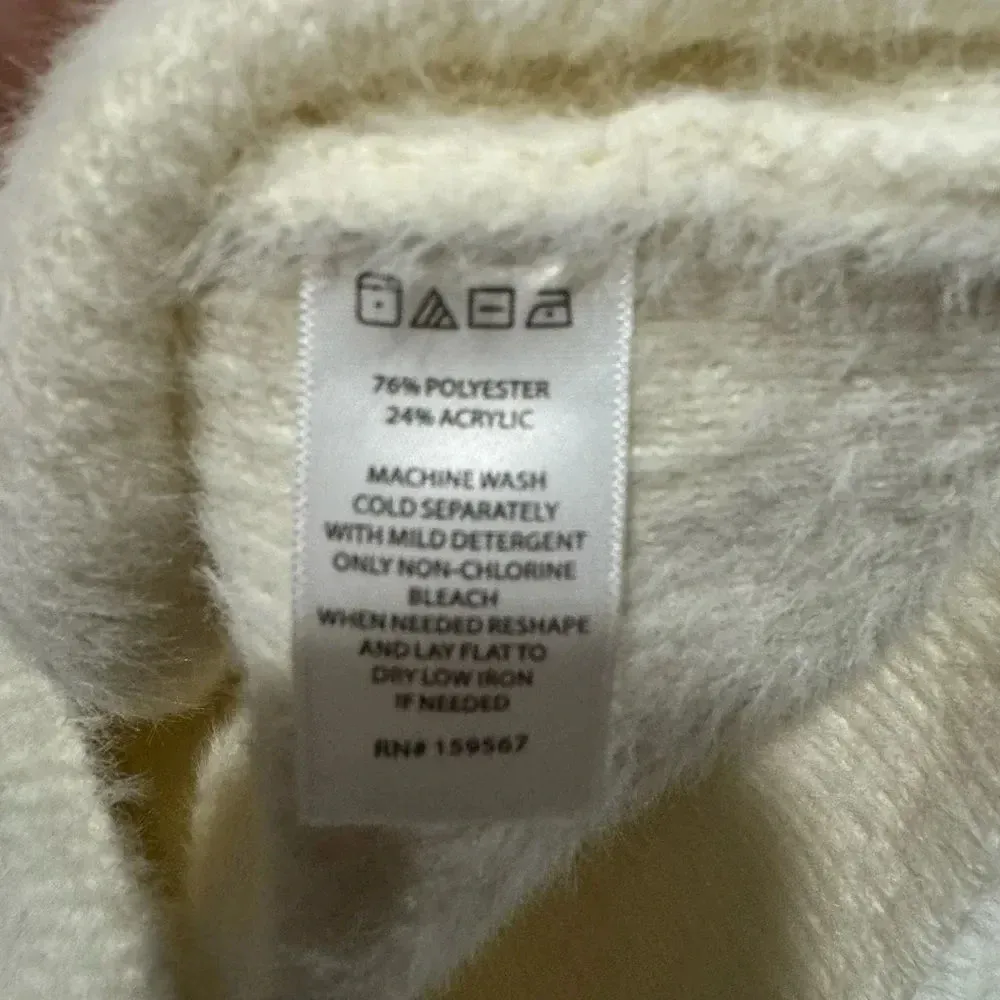 76% POLYESTER
24% ACRYLIC
MACHINE WASH
COLD SEPARATELY
WITH MILD DETERGENT
ONLY NON-CHLORINE
BLEACH
WHEN NEEDED RESHAPE
AND LAY FLAT TO
DRY LOW IRON
IF NEEDED
RN# 159567